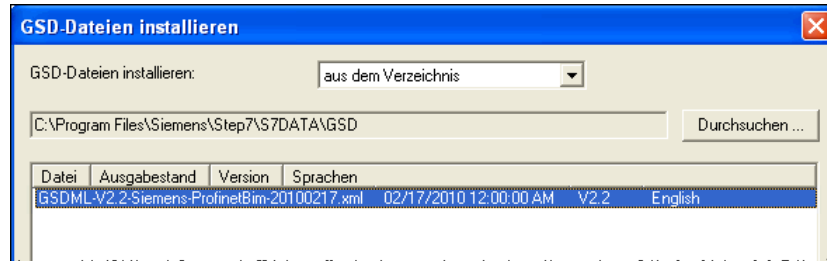 GSD-Dateien installieren
GSD-Dateien installieren: aus dem Verzeichnis
C:\Program Files\Siemens\Step7\S7DATA\GSD Durchsuchen ...
Datei Ausgabestand Version Sprachen
GSDML-V2.2-Siemens-ProfinetBim-20100217.xml 02/17/2010 12:00:00 AM V2.2 English